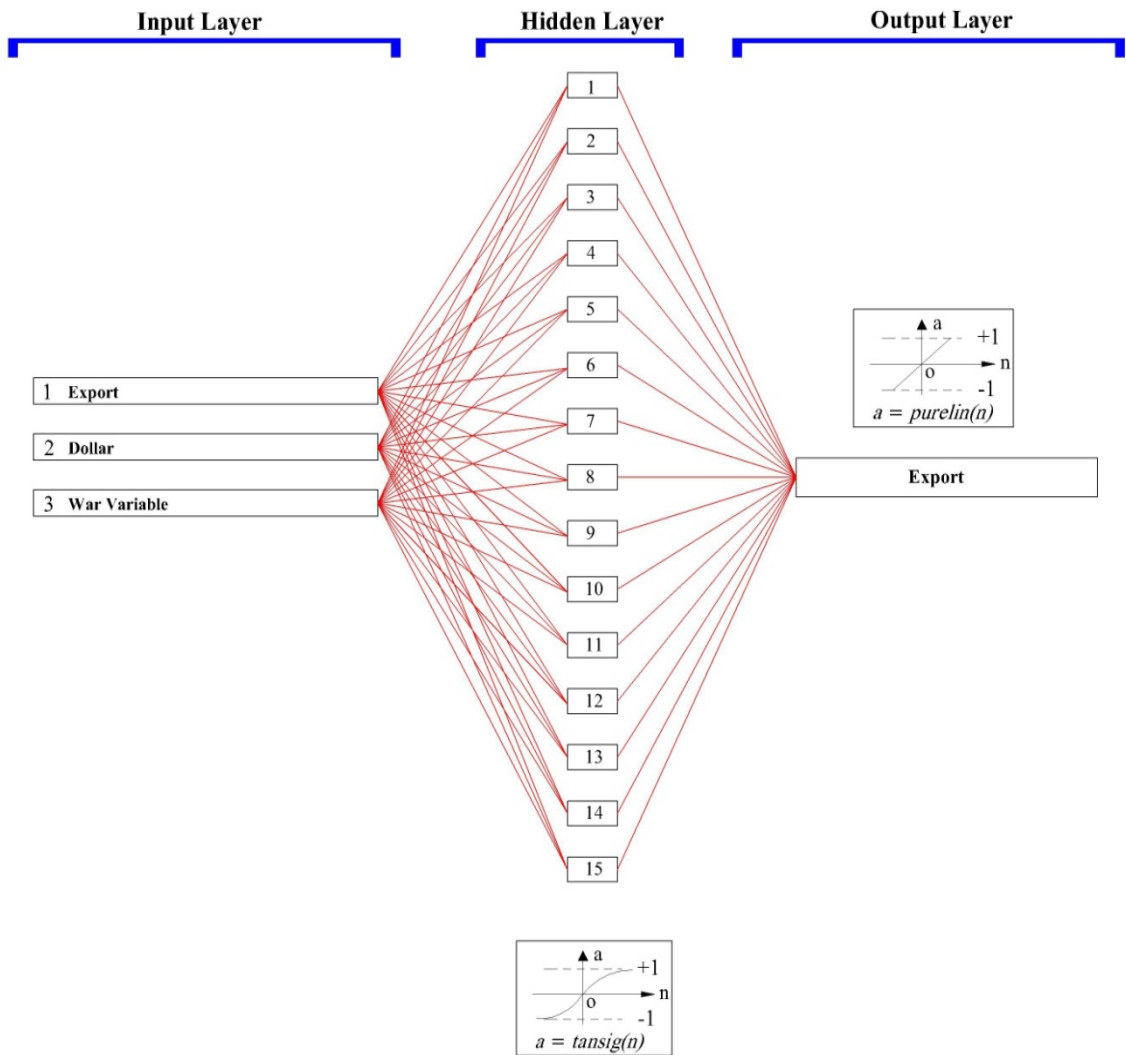 Input Layer
Hidden Layer
Output Layer
1
2
3
4
5
6
7
8
9
10
11
12
13
14
15
1 Export
2 Dollar
3 War Variable
a
+1
n
o
-1
a = purelin(n)
Export
a
+1
n
o
-1
a = tansig(n)